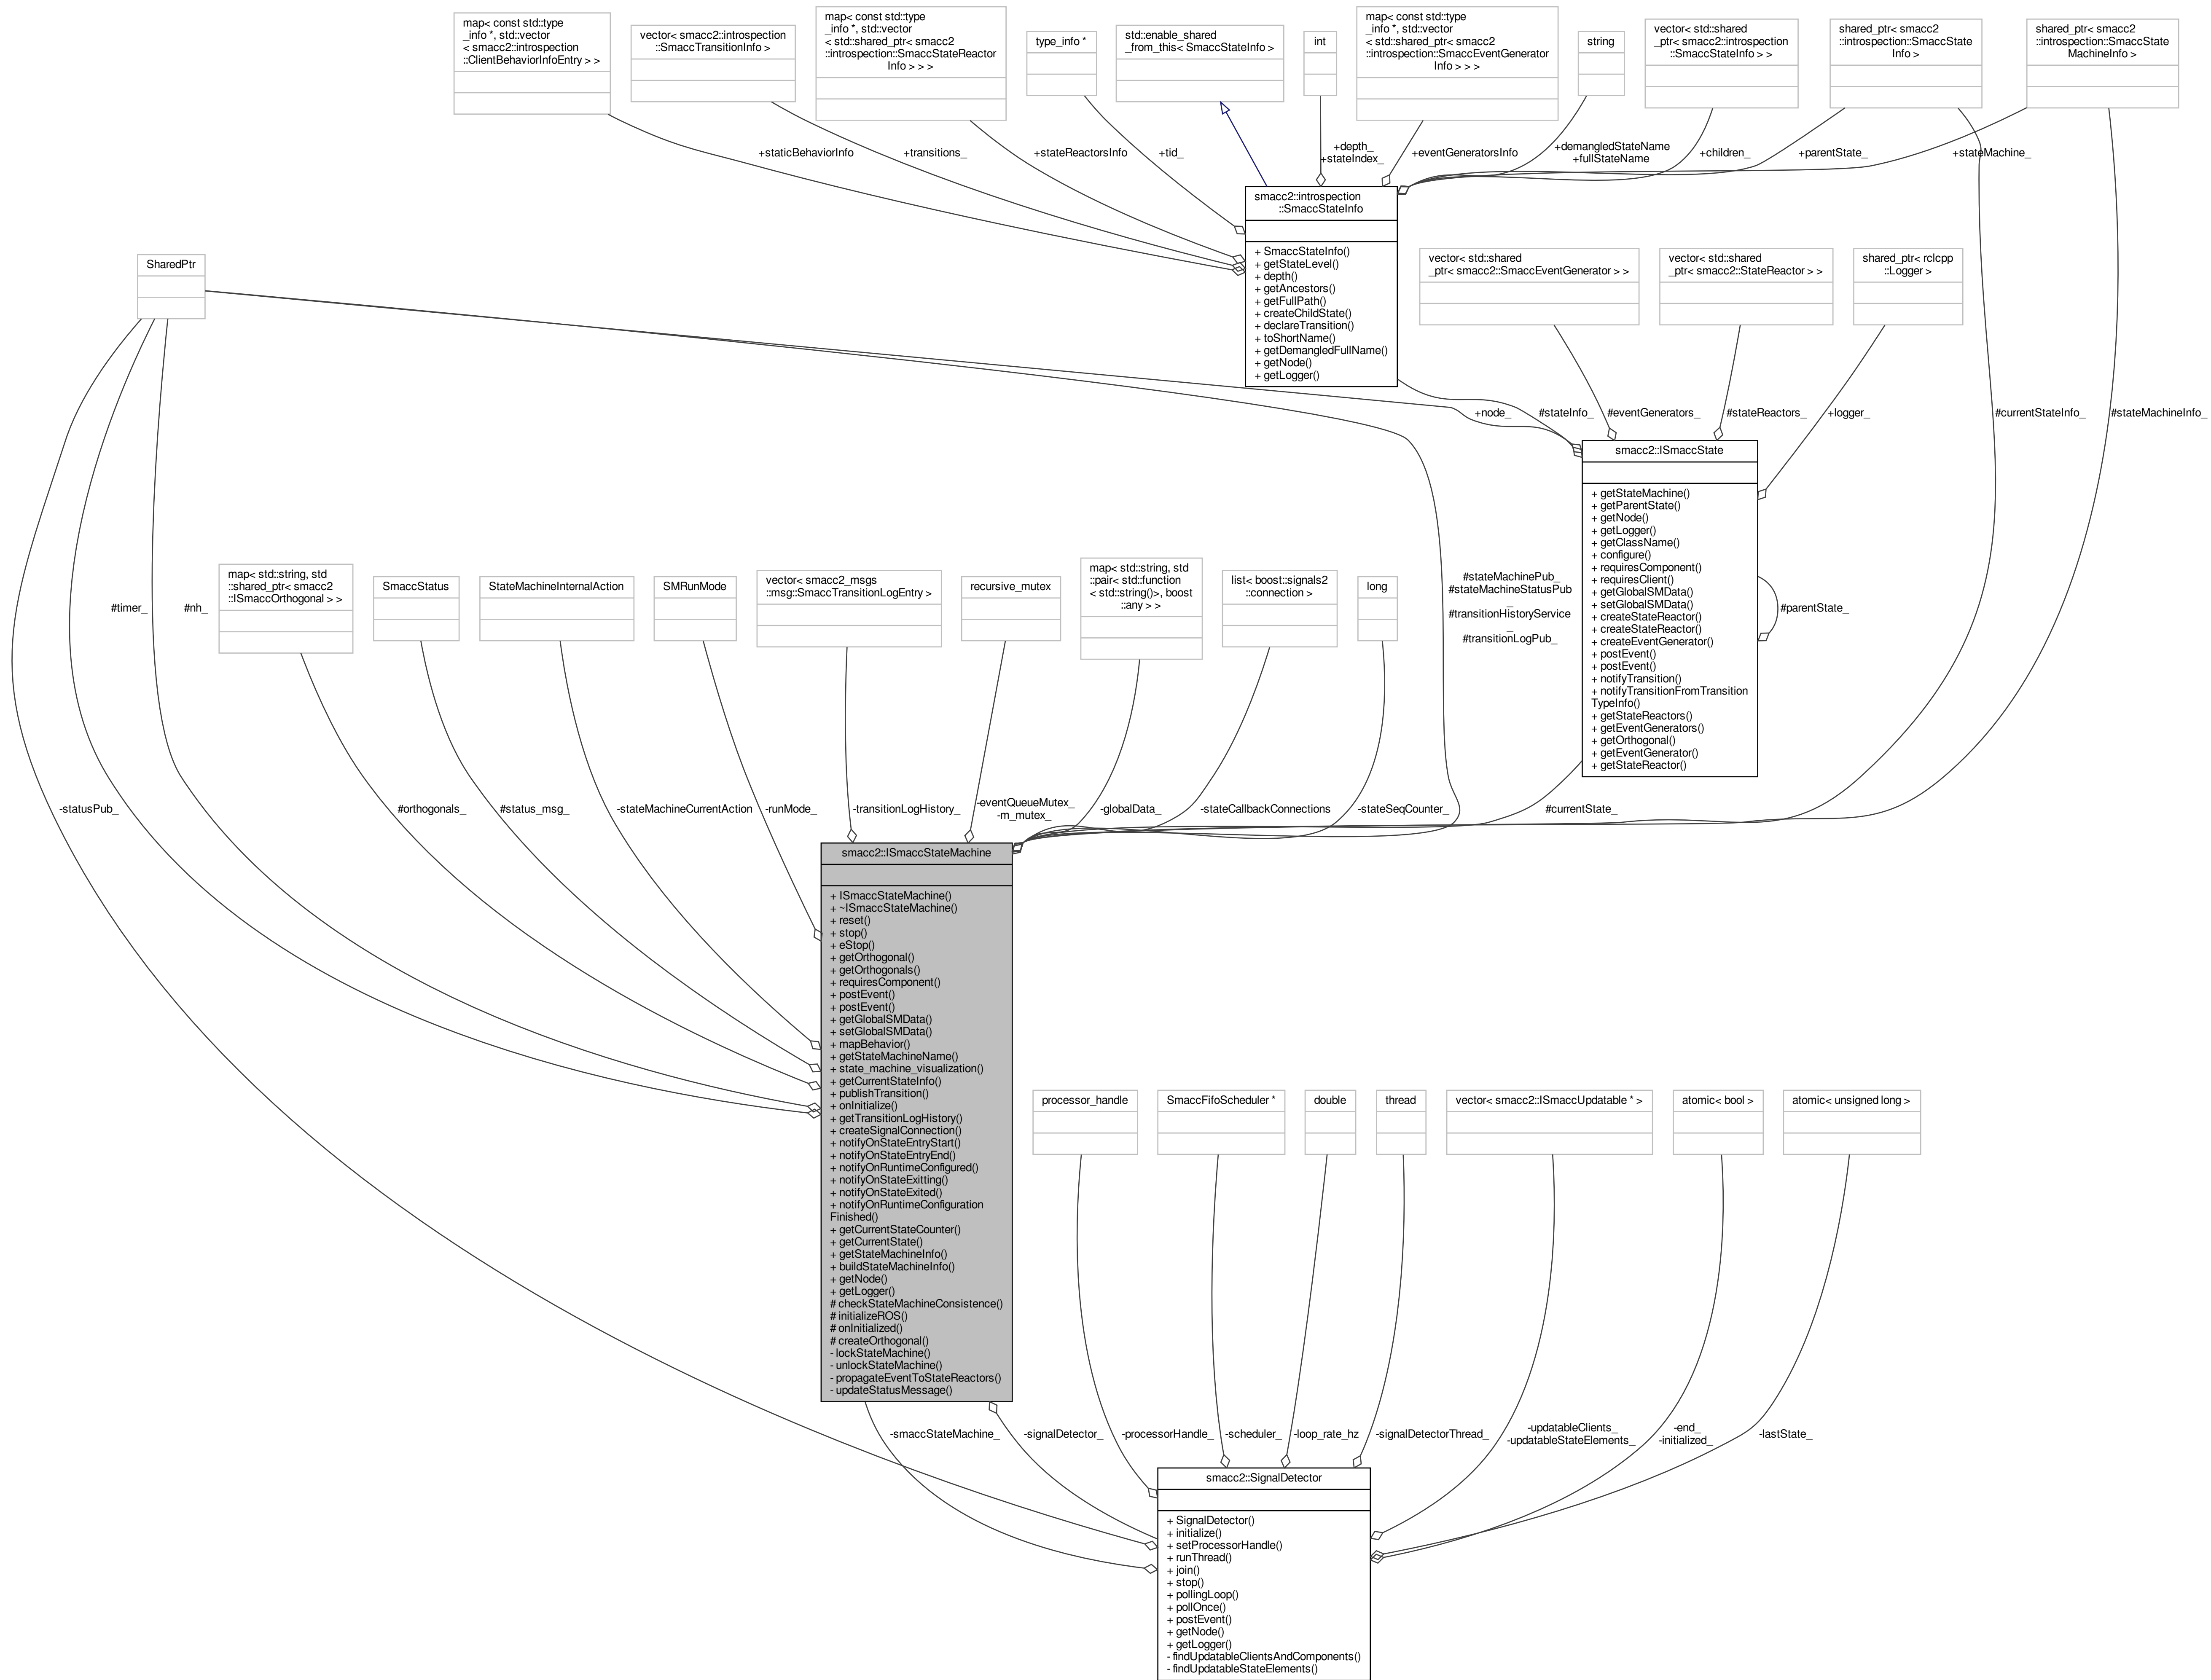 map< const std::type
_info *, std::vector
< smacc2::introspection
::ClientBehaviorInfoEntry > >
vector< smacc2::introspection
::SmaccTransitionInfo >
map< const std::type
_info *, std::vector
< std::shared_ptr< smacc2
::introspection::SmaccStateReactor
Info > > >
type_info *
std::enable_shared
_from_this< SmaccStateInfo >
int
map< const std::type
_info *, std::vector
< std::shared_ptr< smacc2
::introspection::SmaccEventGenerator
Info > > >
string
vector< std::shared
_ptr< smacc2::introspection
::SmaccStateInfo > >
shared_ptr< smacc2
::introspection::SmaccState
Info >
shared_ptr< smacc2
::introspection::SmaccState
MachineInfo >
+staticBehaviorInfo
+transitions_
+stateReactorsInfo
+tid_
+depth_
+stateIndex_
+eventGeneratorsInfo
+demangledStateName
+fullStateName
+children_
+parentState_
+stateMachine_
smacc2::introspection
::SmaccStateInfo
+ SmaccStateInfo()
+ getStateLevel()
+ depth()
+ getAncestors()
+ getFullPath()
+ createChildState()
+ declareTransition()
+ toShortName()
+ getDemangledFullName()
+ getNode()
+ getLogger()
SharedPtr
vector< std::shared
_ptr< smacc2::SmaccEventGenerator > >
vector< std::shared
_ptr< smacc2::StateReactor > >
shared_ptr< rclcpp
::Logger >
+node_
#stateInfo_
#eventGenerators_
#stateReactors_
+logger_
#currentStateInfo_
#stateMachineInfo_
smacc2::ISmaccState
+ getStateMachine()
+ getParentState()
+ getNode()
+ getLogger()
+ getClassName()
+ configure()
+ requiresComponent()
+ requiresClient()
+ getGlobalSMData()
+ setGlobalSMData()
+ createStateReactor()
+ createStateReactor()
+ createEventGenerator()
+ postEvent()
+ postEvent()
+ notifyTransition()
+ notifyTransitionFromTransition
TypeInfo()
+ getStateReactors()
+ getEventGenerators()
+ getOrthogonal()
+ getEventGenerator()
+ getStateReactor()
#parentState_
#timer_
#nh_
map< std::string, std
::shared_ptr< smacc2
::ISmaccOrthogonal > >
SmaccStatus
StateMachineInternalAction
SMRunMode
vector< smacc2_msgs
::msg::SmaccTransitionLogEntry >
recursive_mutex
map< std::string, std
::pair< std::function
< std::string()>, boost
::any > >
list< boost::signals2
::connection >
long
#stateMachinePub_
#stateMachineStatusPub
_
#transitionHistoryService
_
#transitionLogPub_
-statusPub_
#orthogonals_
#status_msg_
-stateMachineCurrentAction
-runMode_
-transitionLogHistory_
-eventQueueMutex_
-m_mutex_
-globalData_
-stateCallbackConnections
-stateSeqCounter_
#currentState_
smacc2::ISmaccStateMachine
+ ISmaccStateMachine()
+ ~ISmaccStateMachine()
+ reset()
+ stop()
+ eStop()
+ getOrthogonal()
+ getOrthogonals()
+ requiresComponent()
+ postEvent()
+ postEvent()
+ getGlobalSMData()
+ setGlobalSMData()
+ mapBehavior()
+ getStateMachineName()
+ state_machine_visualization()
+ getCurrentStateInfo()
+ publishTransition()
+ onInitialize()
+ getTransitionLogHistory()
+ createSignalConnection()
+ notifyOnStateEntryStart()
+ notifyOnStateEntryEnd()
+ notifyOnRuntimeConfigured()
+ notifyOnStateExitting()
+ notifyOnStateExited()
+ notifyOnRuntimeConfiguration
Finished()
+ getCurrentStateCounter()
+ getCurrentState()
+ getStateMachineInfo()
+ buildStateMachineInfo()
+ getNode()
+ getLogger()
# checkStateMachineConsistence()
# initializeROS()
# onInitialized()
# createOrthogonal()
- lockStateMachine()
- unlockStateMachine()
- propagateEventToStateReactors()
- updateStatusMessage()
processor_handle
SmaccFifoScheduler *
double
thread
vector< smacc2::ISmaccUpdatable * >
atomic< bool >
atomic< unsigned long >
-smaccStateMachine_
-signalDetector_
-processorHandle_
-scheduler_
-loop_rate_hz
-signalDetectorThread_
-updatableClients_
-updatableStateElements_
-end_
-initialized_
-lastState_
smacc2::SignalDetector
+ SignalDetector()
+ initialize()
+ setProcessorHandle()
+ runThread()
+ join()
+ stop()
+ pollingLoop()
+ pollOnce()
+ postEvent()
+ getNode()
+ getLogger()
- findUpdatableClientsAndComponents()
- findUpdatableStateElements()